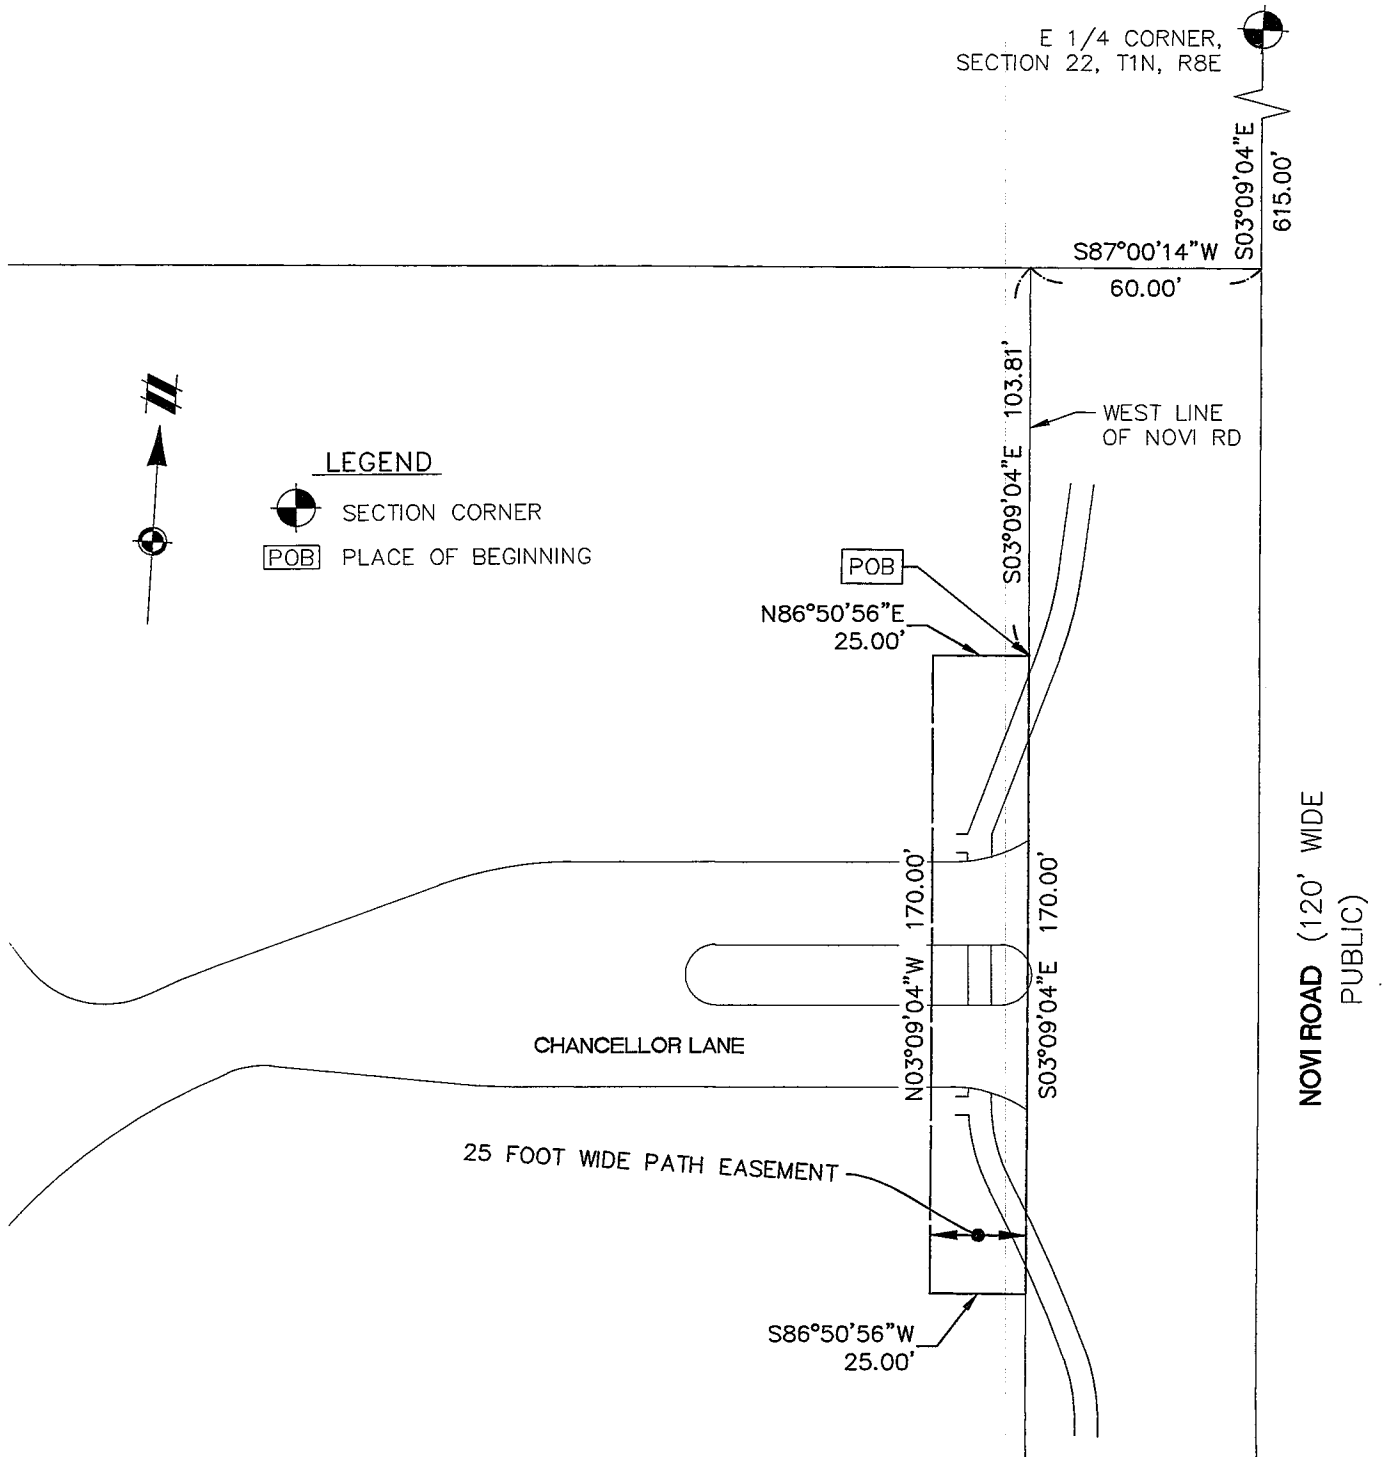 E 1/4 CORNER,
SECTION 22, T1N, R8E
S03°09'04"E
615.00'
S87°00'14"W
60.00'
S03°09'04"E 103.81'
WEST LINE
OF NOVI RD
N
LEGEND
SECTION CORNER
POB PLACE OF BEGINNING
POB
N86°50'56"E
25.00'
N03°09'04"W 170.00'
S03°09'04"E 170.00'
CHANCELLOR LANE
NOVI ROAD (120' WIDE
PUBLIC)
25 FOOT WIDE PATH EASEMENT
S86°50'56"W
25.00'